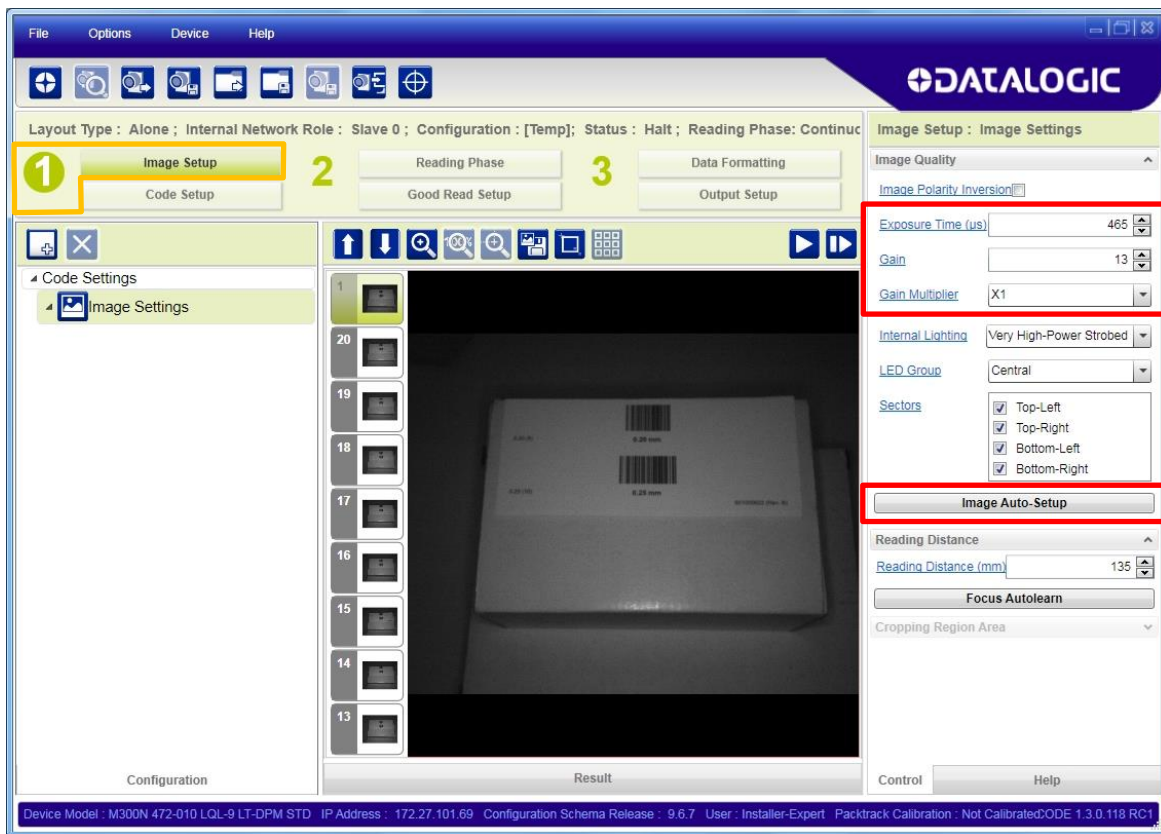 File Options Device Help
DATALOGIC
Layout Type : Alone ; Internal Network Role : Slave 0 ; Configuration : [Temp]; Status : Halt ; Reading Phase: Continuc
Image Setup : Image Settings
1 Image Setup 2 Reading Phase 3 Data Formatting
Code Setup Good Read Setup Output Setup
Image Quality
Image Polarity Inversion
Exposure Time (µs) 465
Gain 13
Gain Multiplier X1
Internal Lighting Very High-Power Strobed
LED Group Central
Sectors Top-Left
Top-Right
Bottom-Left
Bottom-Right
Image Auto-Setup
Reading Distance
Reading Distance (mm) 135
Focus Autolearn
Cropping Region Area
Code Settings
Image Settings
100%
1
20
19
18
17
16
15
14
13
0.20 mm
0.25 mm
Configuration Result Control Help
Device Model : M300N 472-010 LQL-9 LT-DPM STD IP Address : 172.27.101.69 Configuration Schema Release : 9.6.7 User : Installer-Expert Packtrack Calibration : Not Calibrated CODE 1.3.0.118 RC1